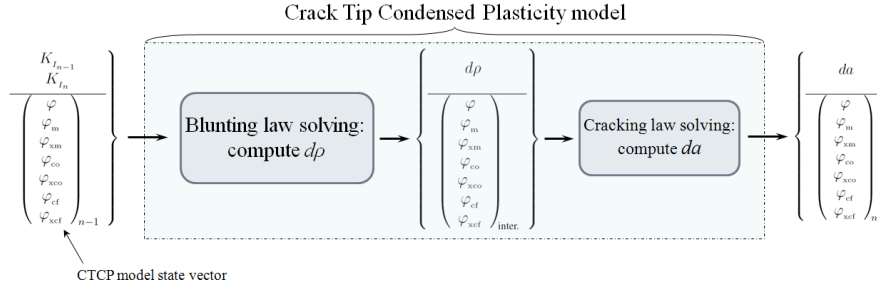 Crack Tip Condensed Plasticity model
K_{I_{n-1}}
K_{I_n}
φ
φ_m
φ_xm
φ_co
φ_xco
φ_cf
φ_xcf
n−1
Blunting law solving:
compute dρ
dρ
φ
φ_m
φ_xm
φ_co
φ_xco
φ_cf
φ_xcf
inter.
Cracking law solving:
compute da
da
φ
φ_m
φ_xm
φ_co
φ_xco
φ_cf
φ_xcf
n
CTCP model state vector